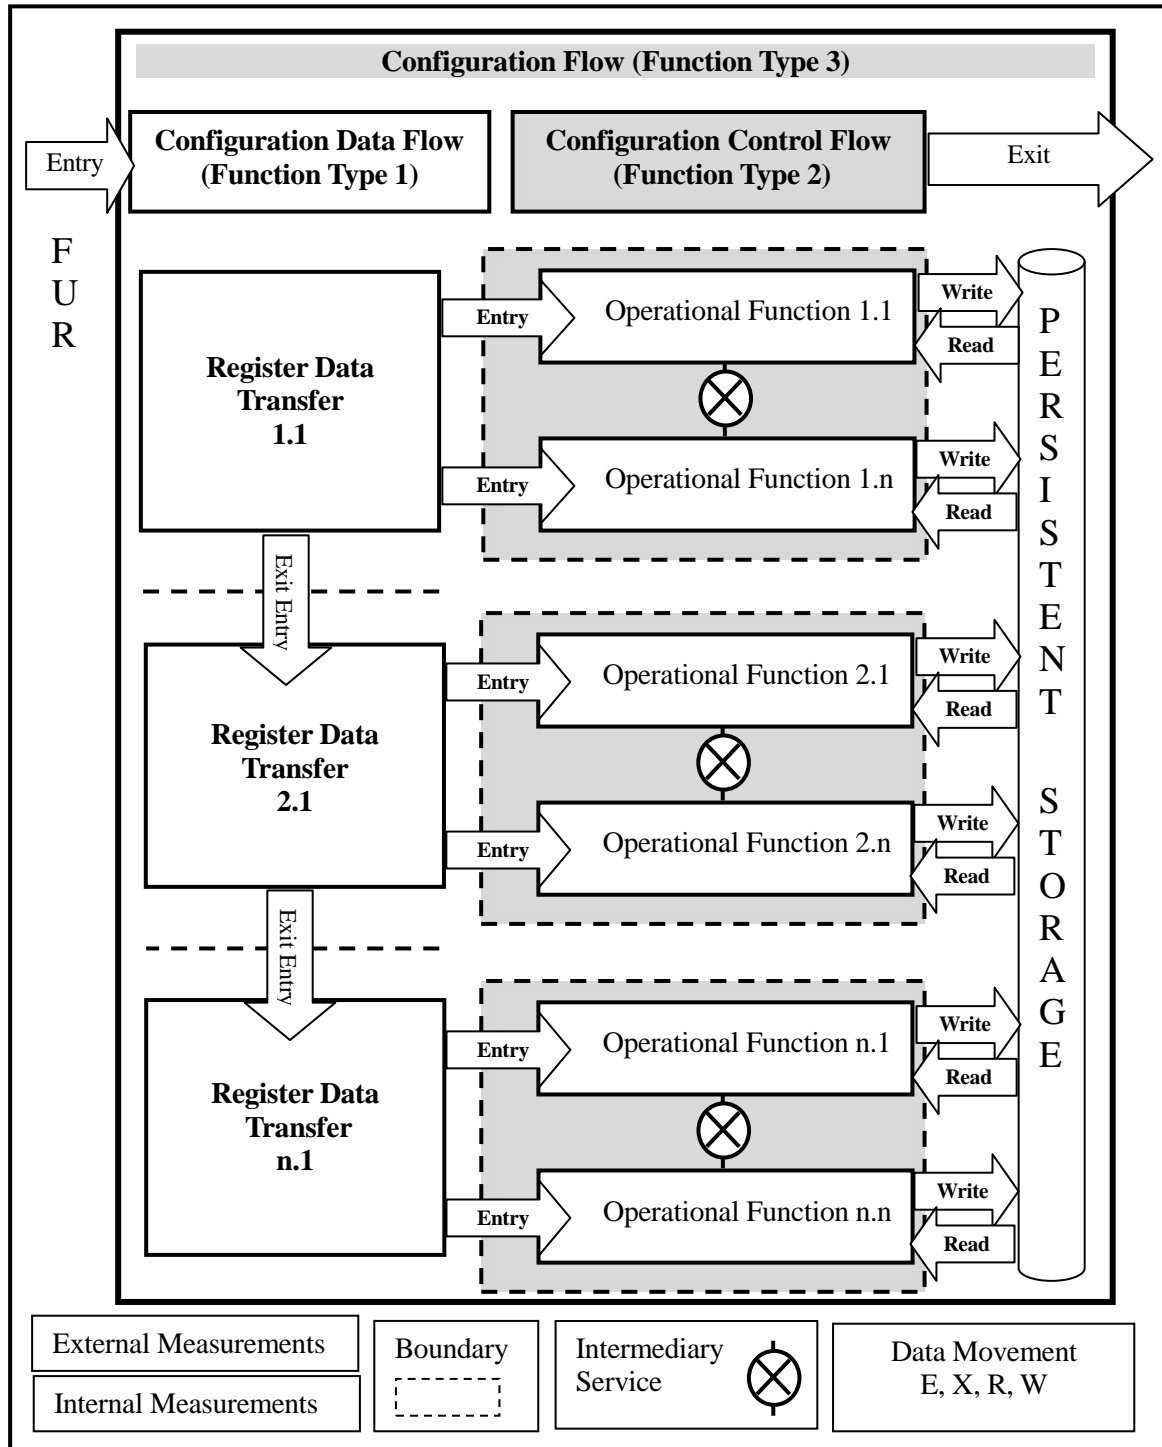 Configuration Flow (Function Type 3)
Entry
Configuration Data Flow
(Function Type 1)
Configuration Control Flow
(Function Type 2)
Exit
F
U
R
Register Data
Transfer
1.1
Entry
Operational Function 1.1
Write
Read
Entry
Operational Function 1.n
Write
Read
Exit Entry
Register Data
Transfer
2.1
Entry
Operational Function 2.1
Write
Read
Entry
Operational Function 2.n
Write
Read
Exit Entry
Register Data
Transfer
n.1
Entry
Operational Function n.1
Write
Read
Entry
Operational Function n.n
Write
Read
P
E
R
S
I
S
T
E
N
T
S
T
O
R
A
G
E
External Measurements
Internal Measurements
Boundary
Intermediary
Service
Data Movement
E, X, R, W